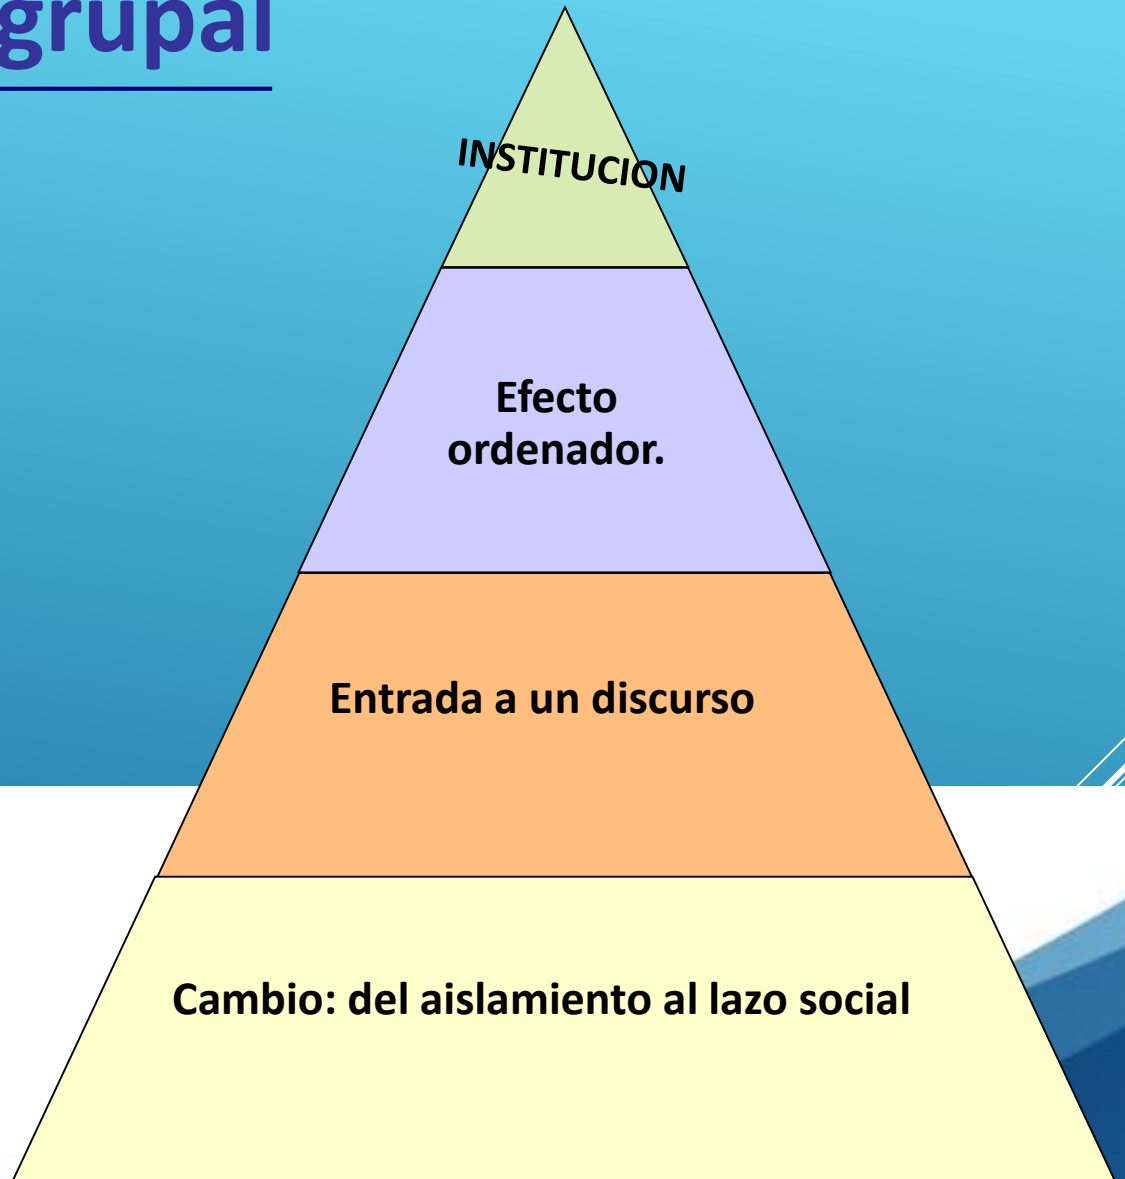 grupal
INSTITUCION
Efecto
ordenador.
Entrada a un discurso
Cambio: del aislamiento al lazo social